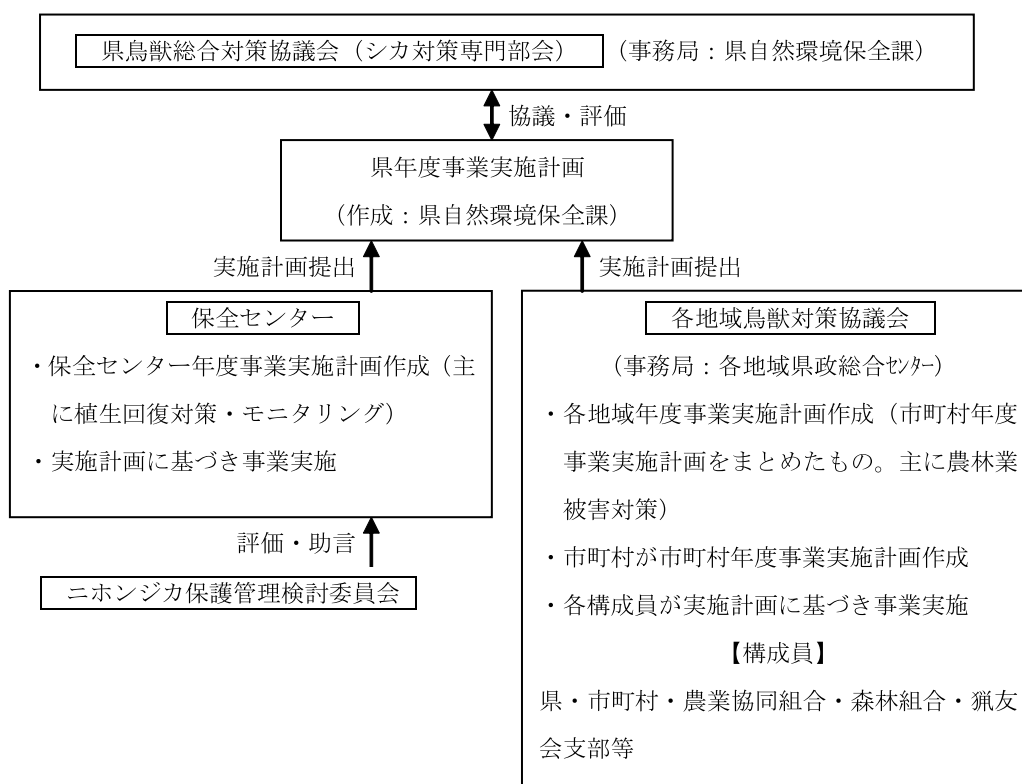 県鳥獣総合対策協議会（シカ対策専門部会）（事務局：県自然環境保全課）
協議・評価
県年度事業実施計画
（作成：県自然環境保全課）
実施計画提出
実施計画提出
保全センター
・保全センター年度事業実施計画作成（主
に植生回復対策・モニタリング）
・実施計画に基づき事業実施
評価・助言
ニホンジカ保護管理検討委員会
各地域鳥獣対策協議会
（事務局：各地域県政総合ｾﾝﾀｰ）
・各地域年度事業実施計画作成（市町村年度
事業実施計画をまとめたもの。主に農林業
被害対策）
・市町村が市町村年度事業実施計画作成
・各構成員が実施計画に基づき事業実施
【構成員】
県・市町村・農業協同組合・森林組合・猟友
会支部等